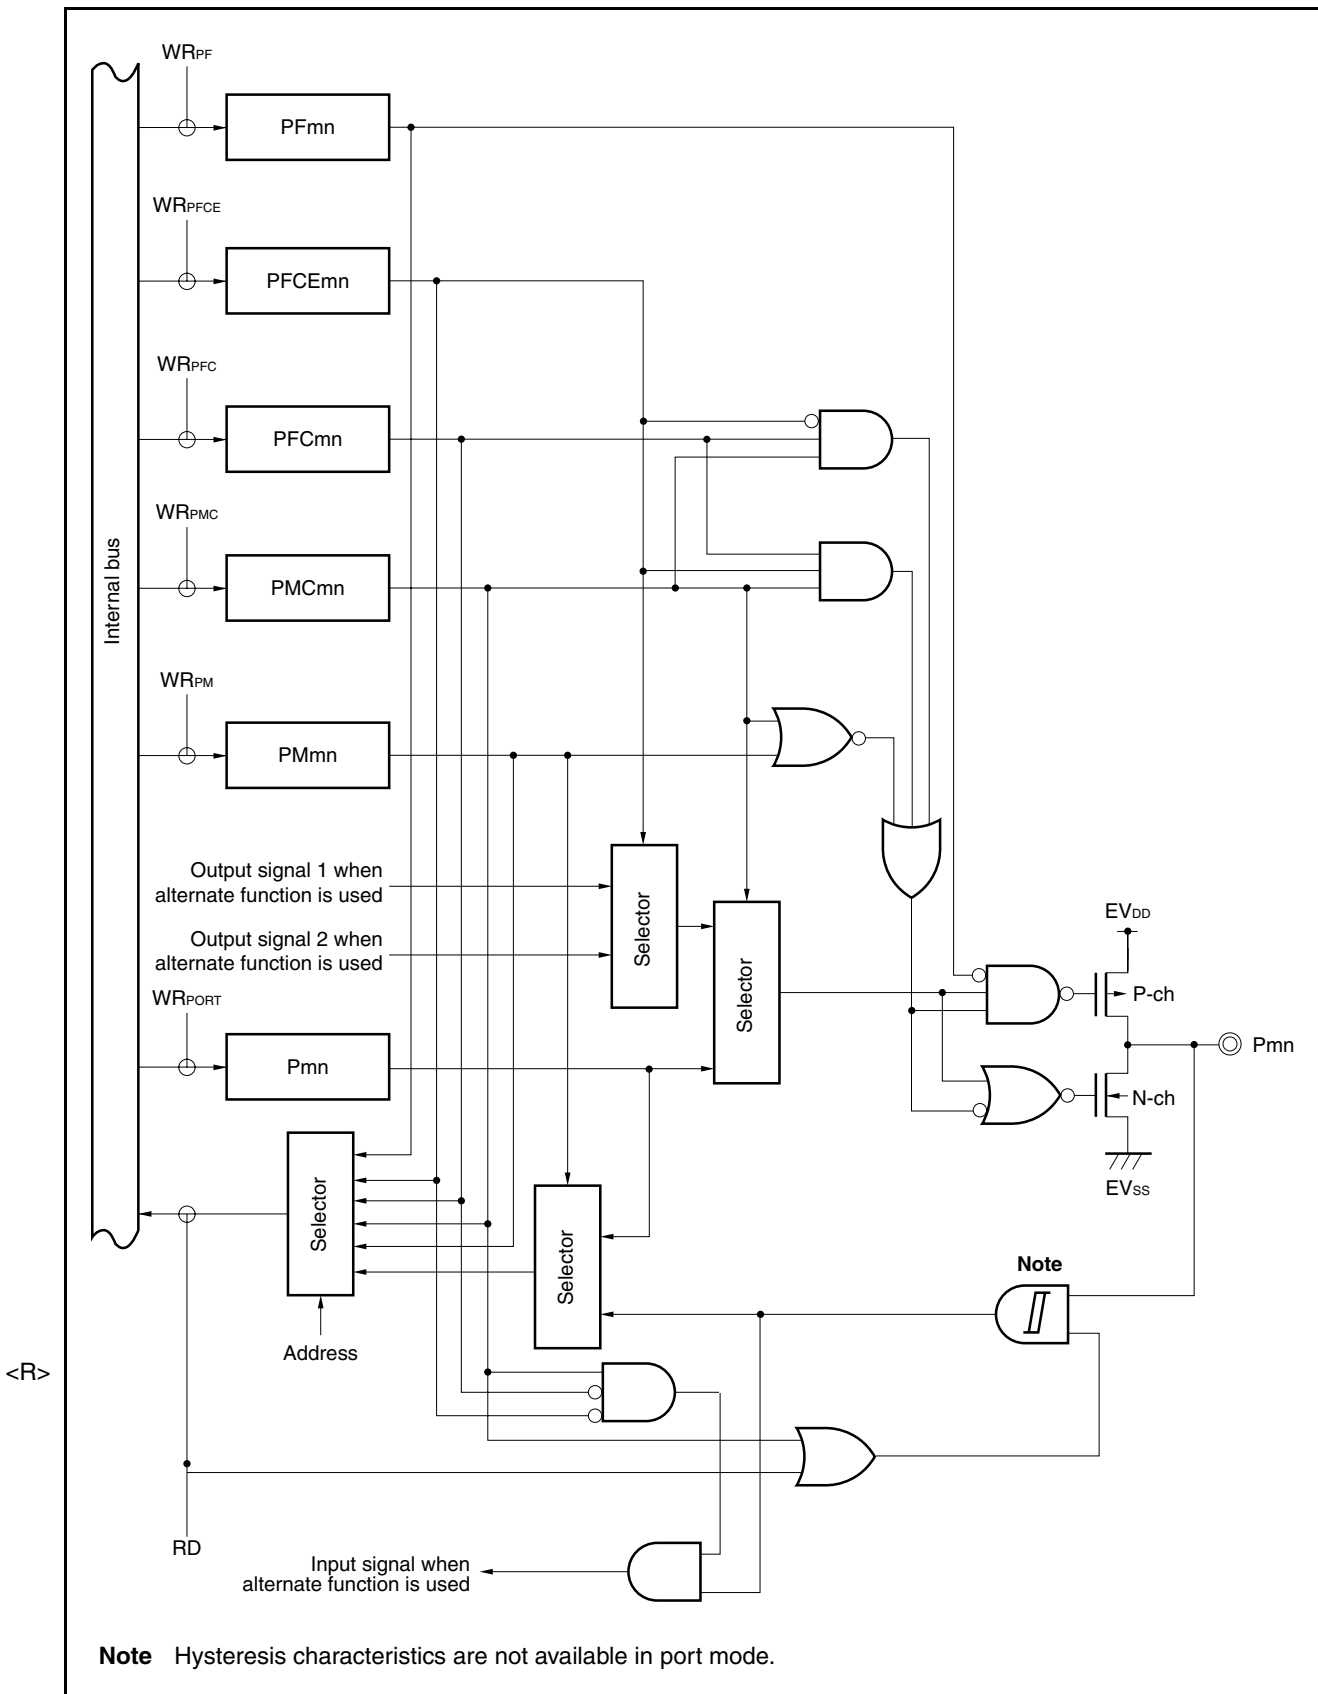 WRPF
PFmn
WRPFCE
PFCEmn
WRPFC
PFCmn
WRPMC
PMCmn
Internal bus
WRPM
PMmn
Output signal 1 when
alternate function is used
Output signal 2 when
alternate function is used
Selector
Selector
EVDD
P-ch
WRPORT
Pmn
Pmn
N-ch
EVSS
Selector
Selector
Note
Address
<R>
RD
Input signal when
alternate function is used
Note Hysteresis characteristics are not available in port mode.